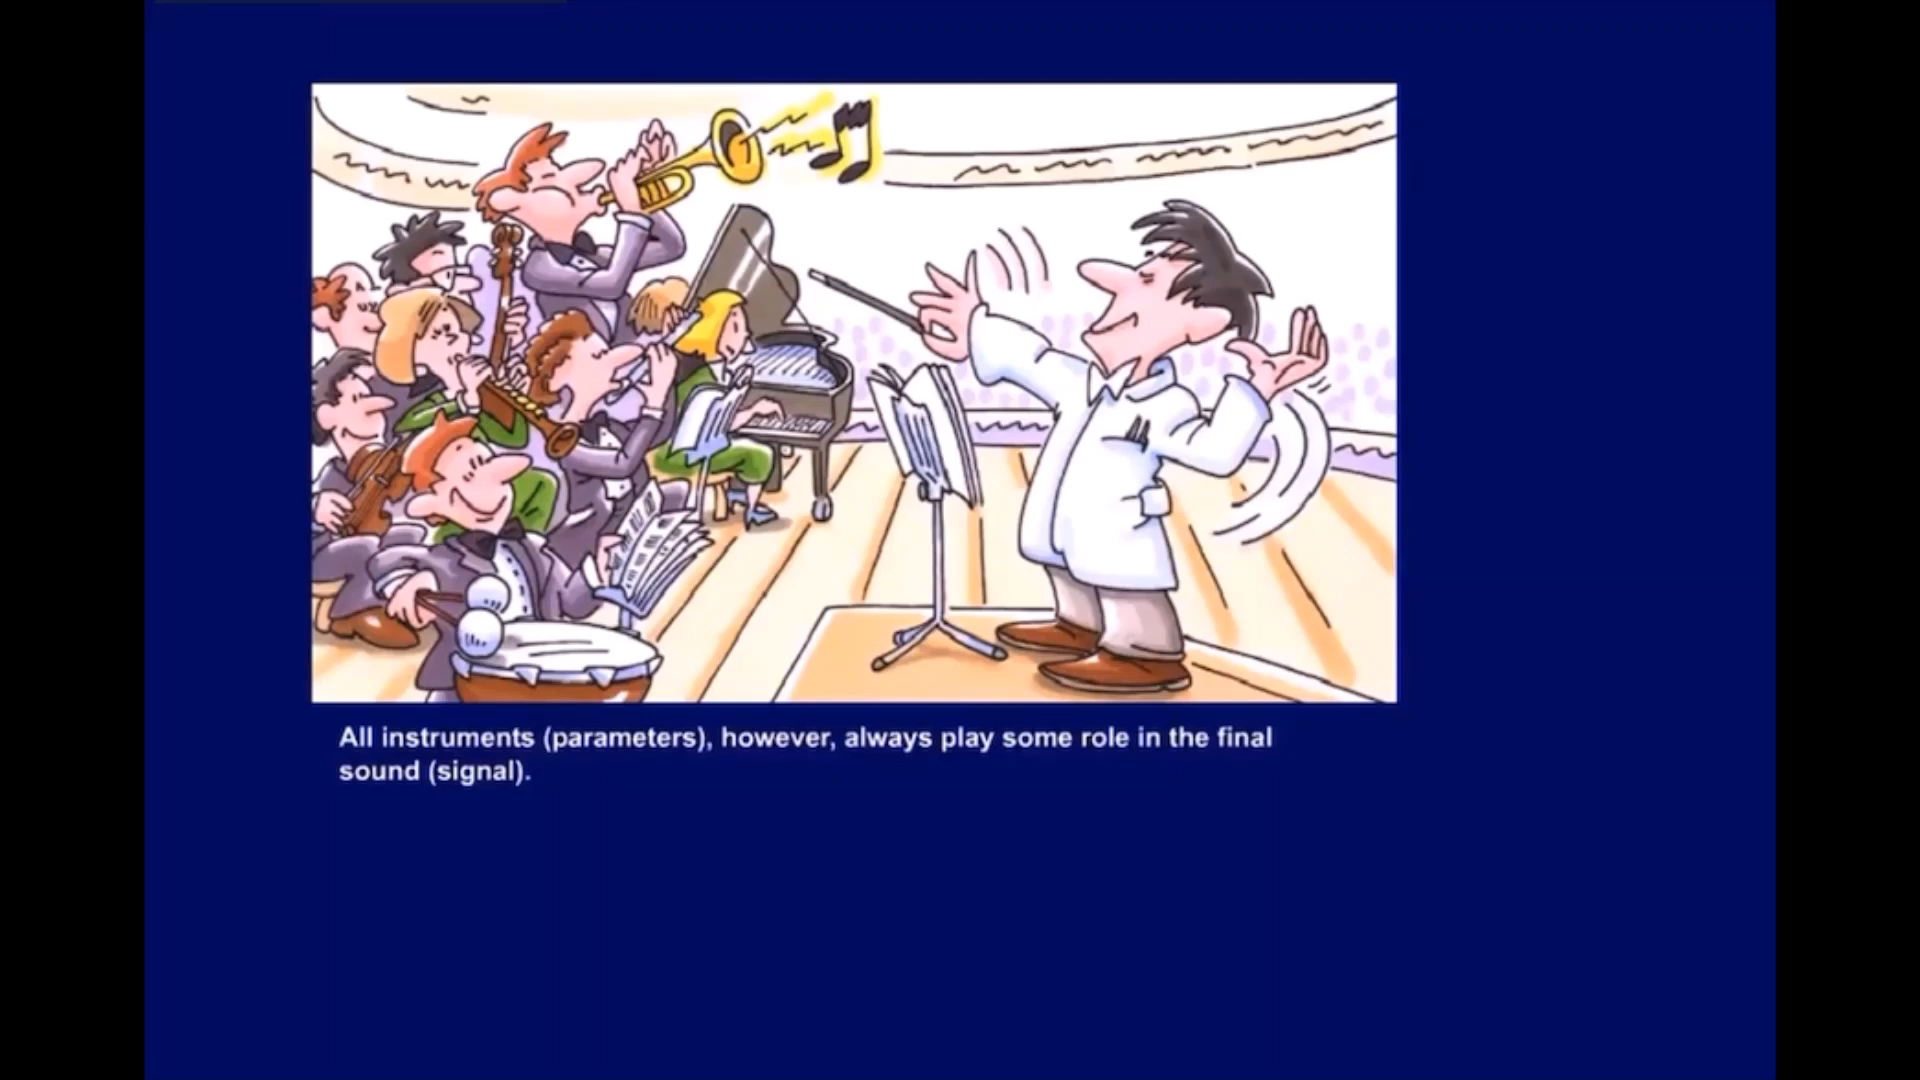 All instruments (parameters), however, always play some role in the final
sound (signal).